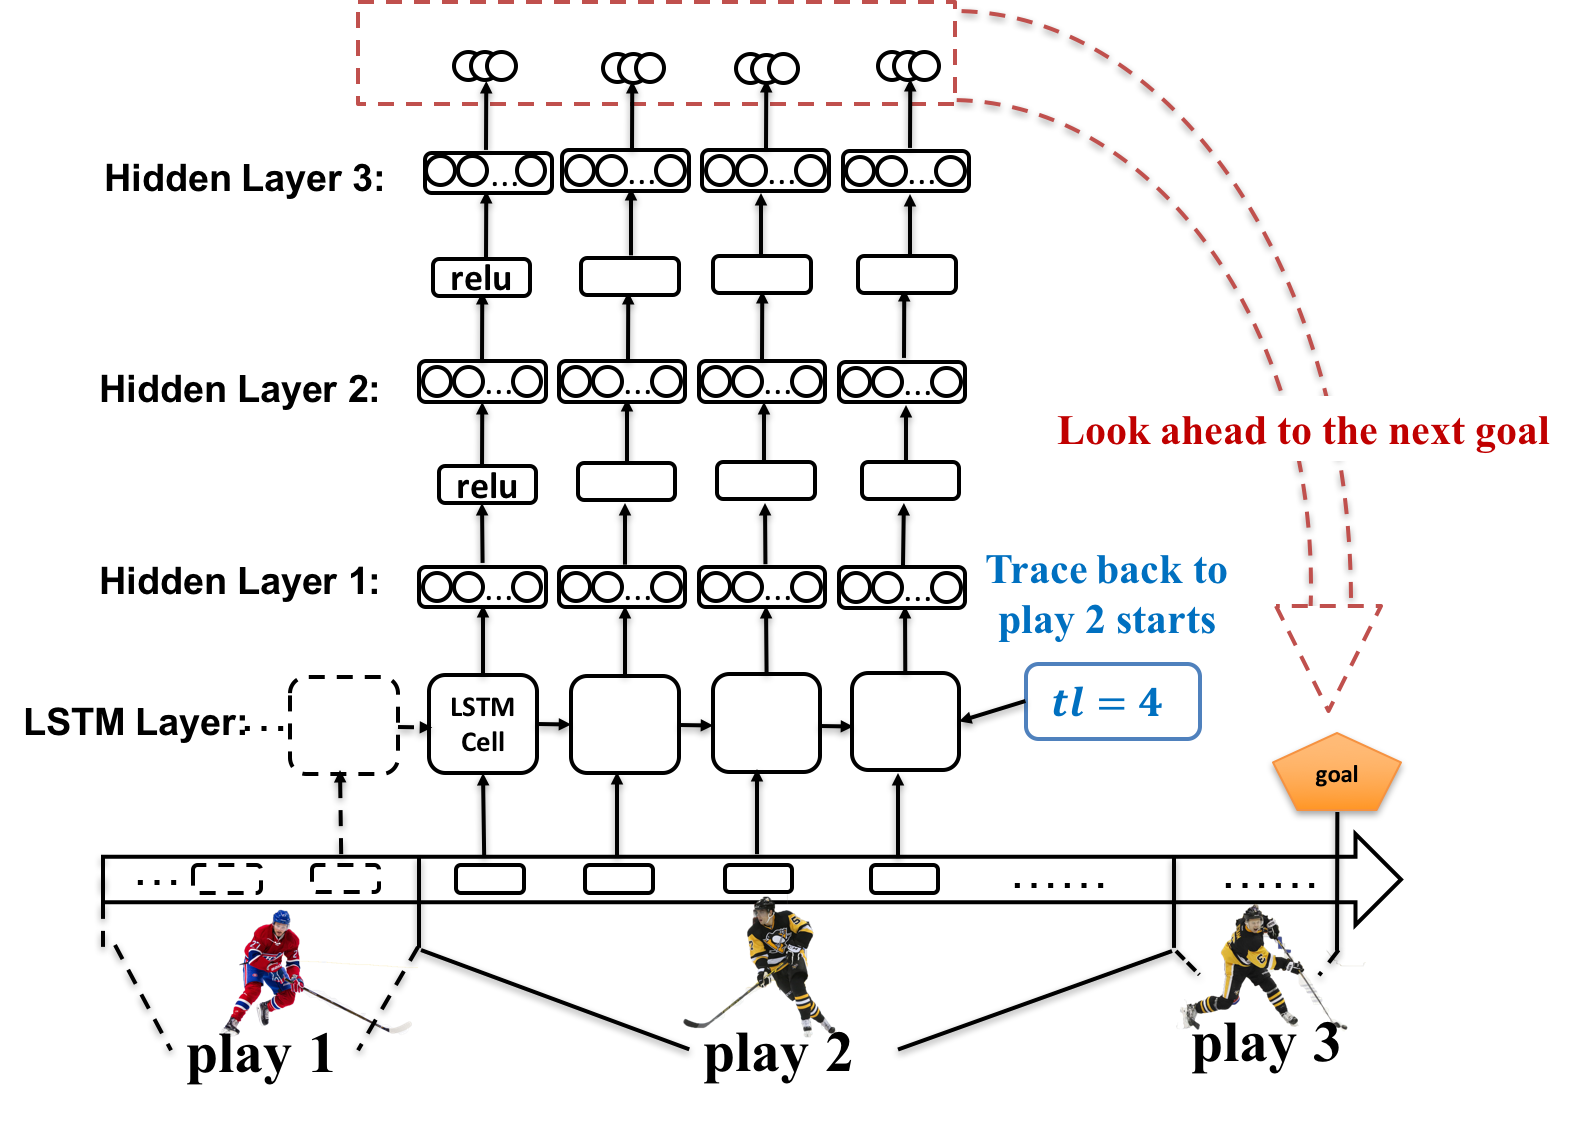 Hidden Layer 3:
relu
Hidden Layer 2:
Look ahead to the next goal
relu
Hidden Layer 1:
Trace back to
play 2 starts
LSTM Layer:
...
LSTM
Cell
tl = 4
goal
...
......
......
play 1
play 2
play 3